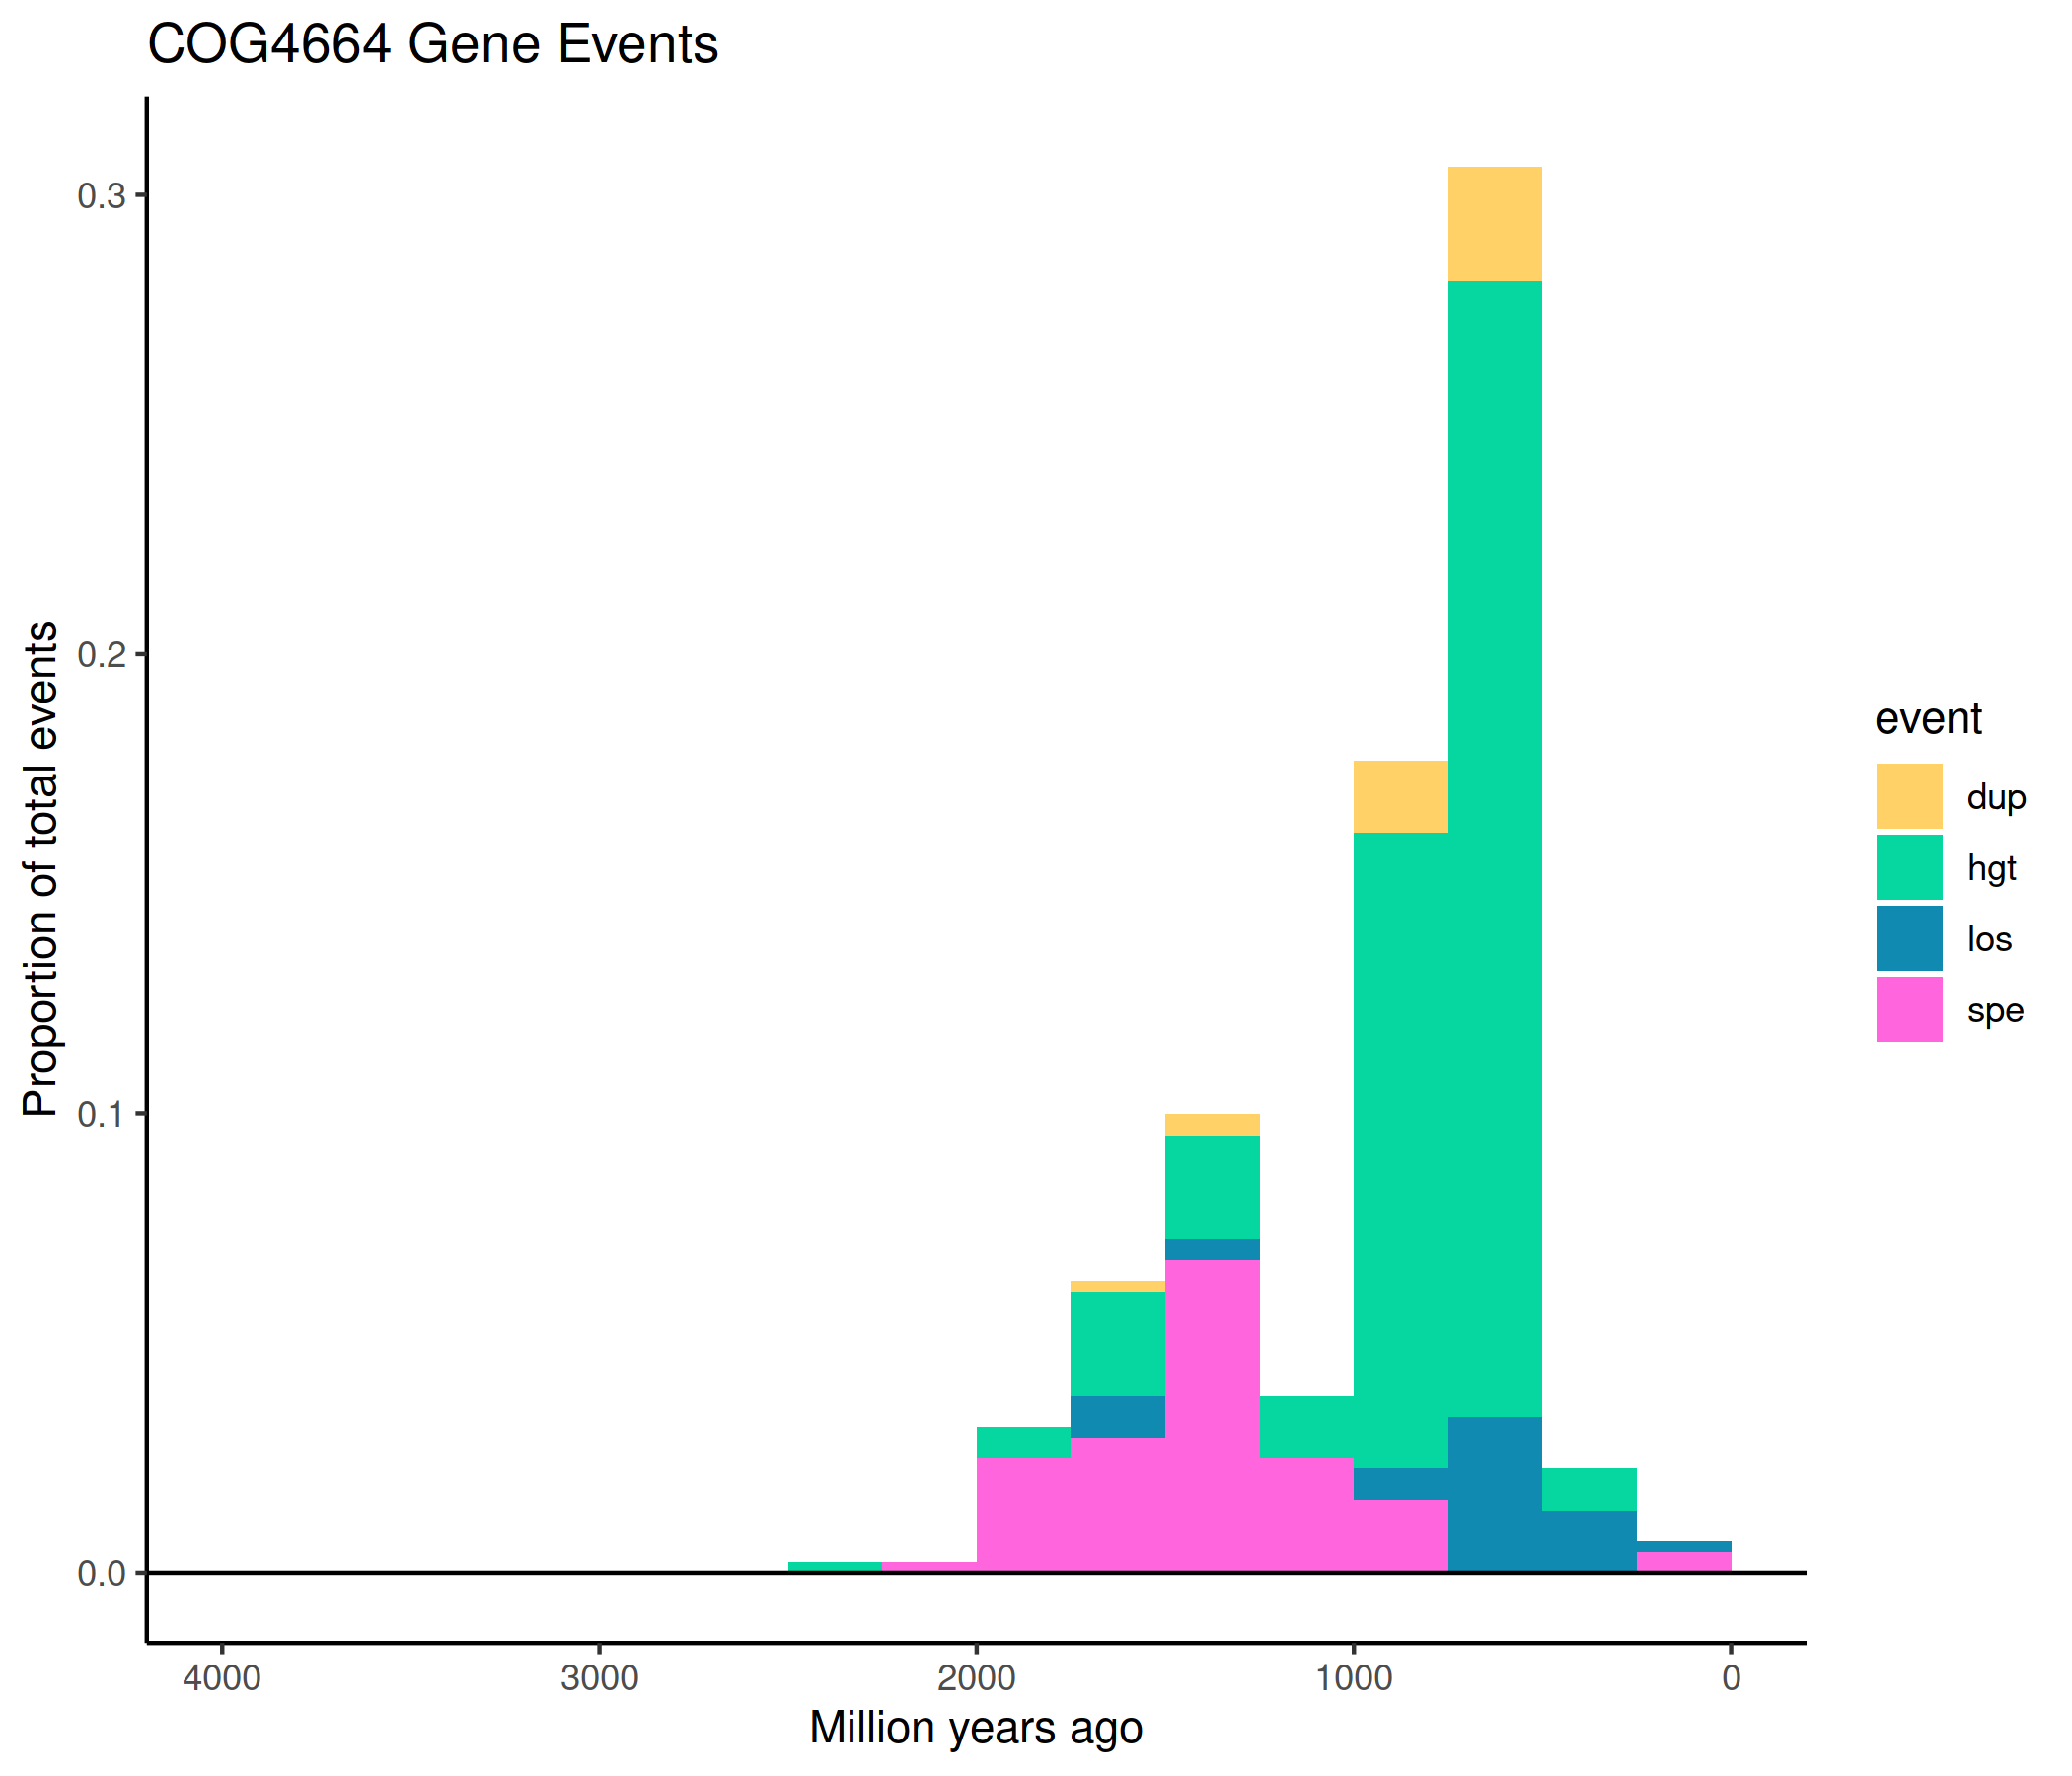 COG4664 Gene Events
Proportion of total events
0.3
0.2
0.1
0.0
4000 3000 2000 1000 0
Million years ago
event
dup
hgt
los
spe